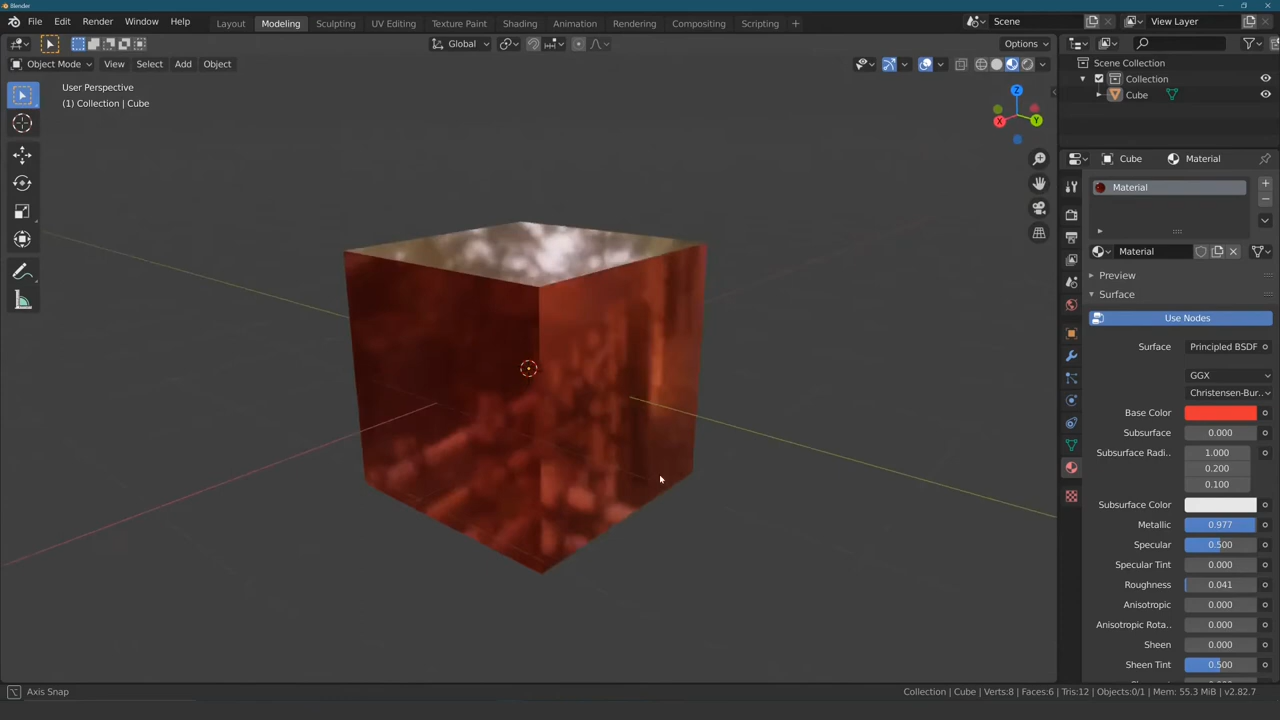 Blender
File Edit Render Window Help Layout Modeling Sculpting UV Editing Texture Paint Shading Animation Rendering Compositing Scripting + Scene View Layer
Global Options
Object Mode View Select Add Object
User Perspective
(1) Collection | Cube
Z
X
Y
Scene Collection
Collection
Cube
Cube Material
Material
Material
Preview
Surface
Use Nodes
Surface Principled BSDF
GGX
Christensen-Bur..
Base Color
Subsurface 0.000
Subsurface Radi.. 1.000
0.200
0.100
Subsurface Color
Metallic 0.977
Specular 0.500
Specular Tint 0.000
Roughness 0.041
Anisotropic 0.000
Anisotropic Rota.. 0.000
Sheen 0.000
Sheen Tint 0.500
Axis Snap Collection | Cube | Verts:8 | Faces:6 | Tris:12 | Objects:0/1 | Mem: 55.3 MiB | v2.82.7